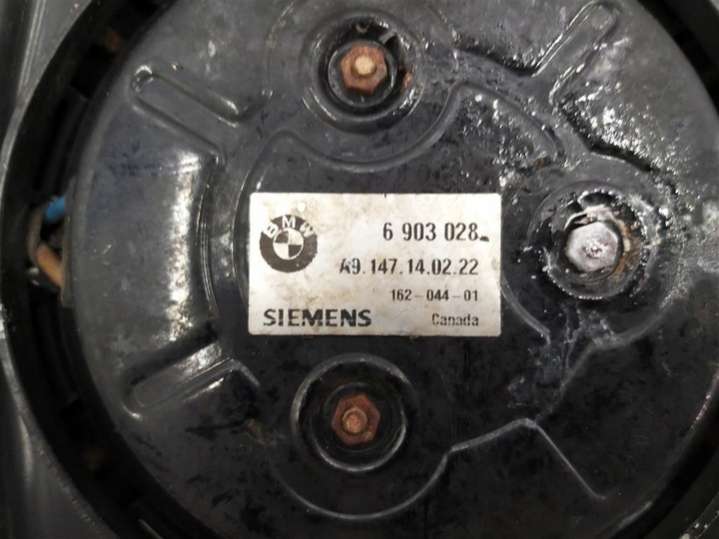 BMW
6 903 028
A9.147.14.02.22
162-044-01
SIEMENS Canada